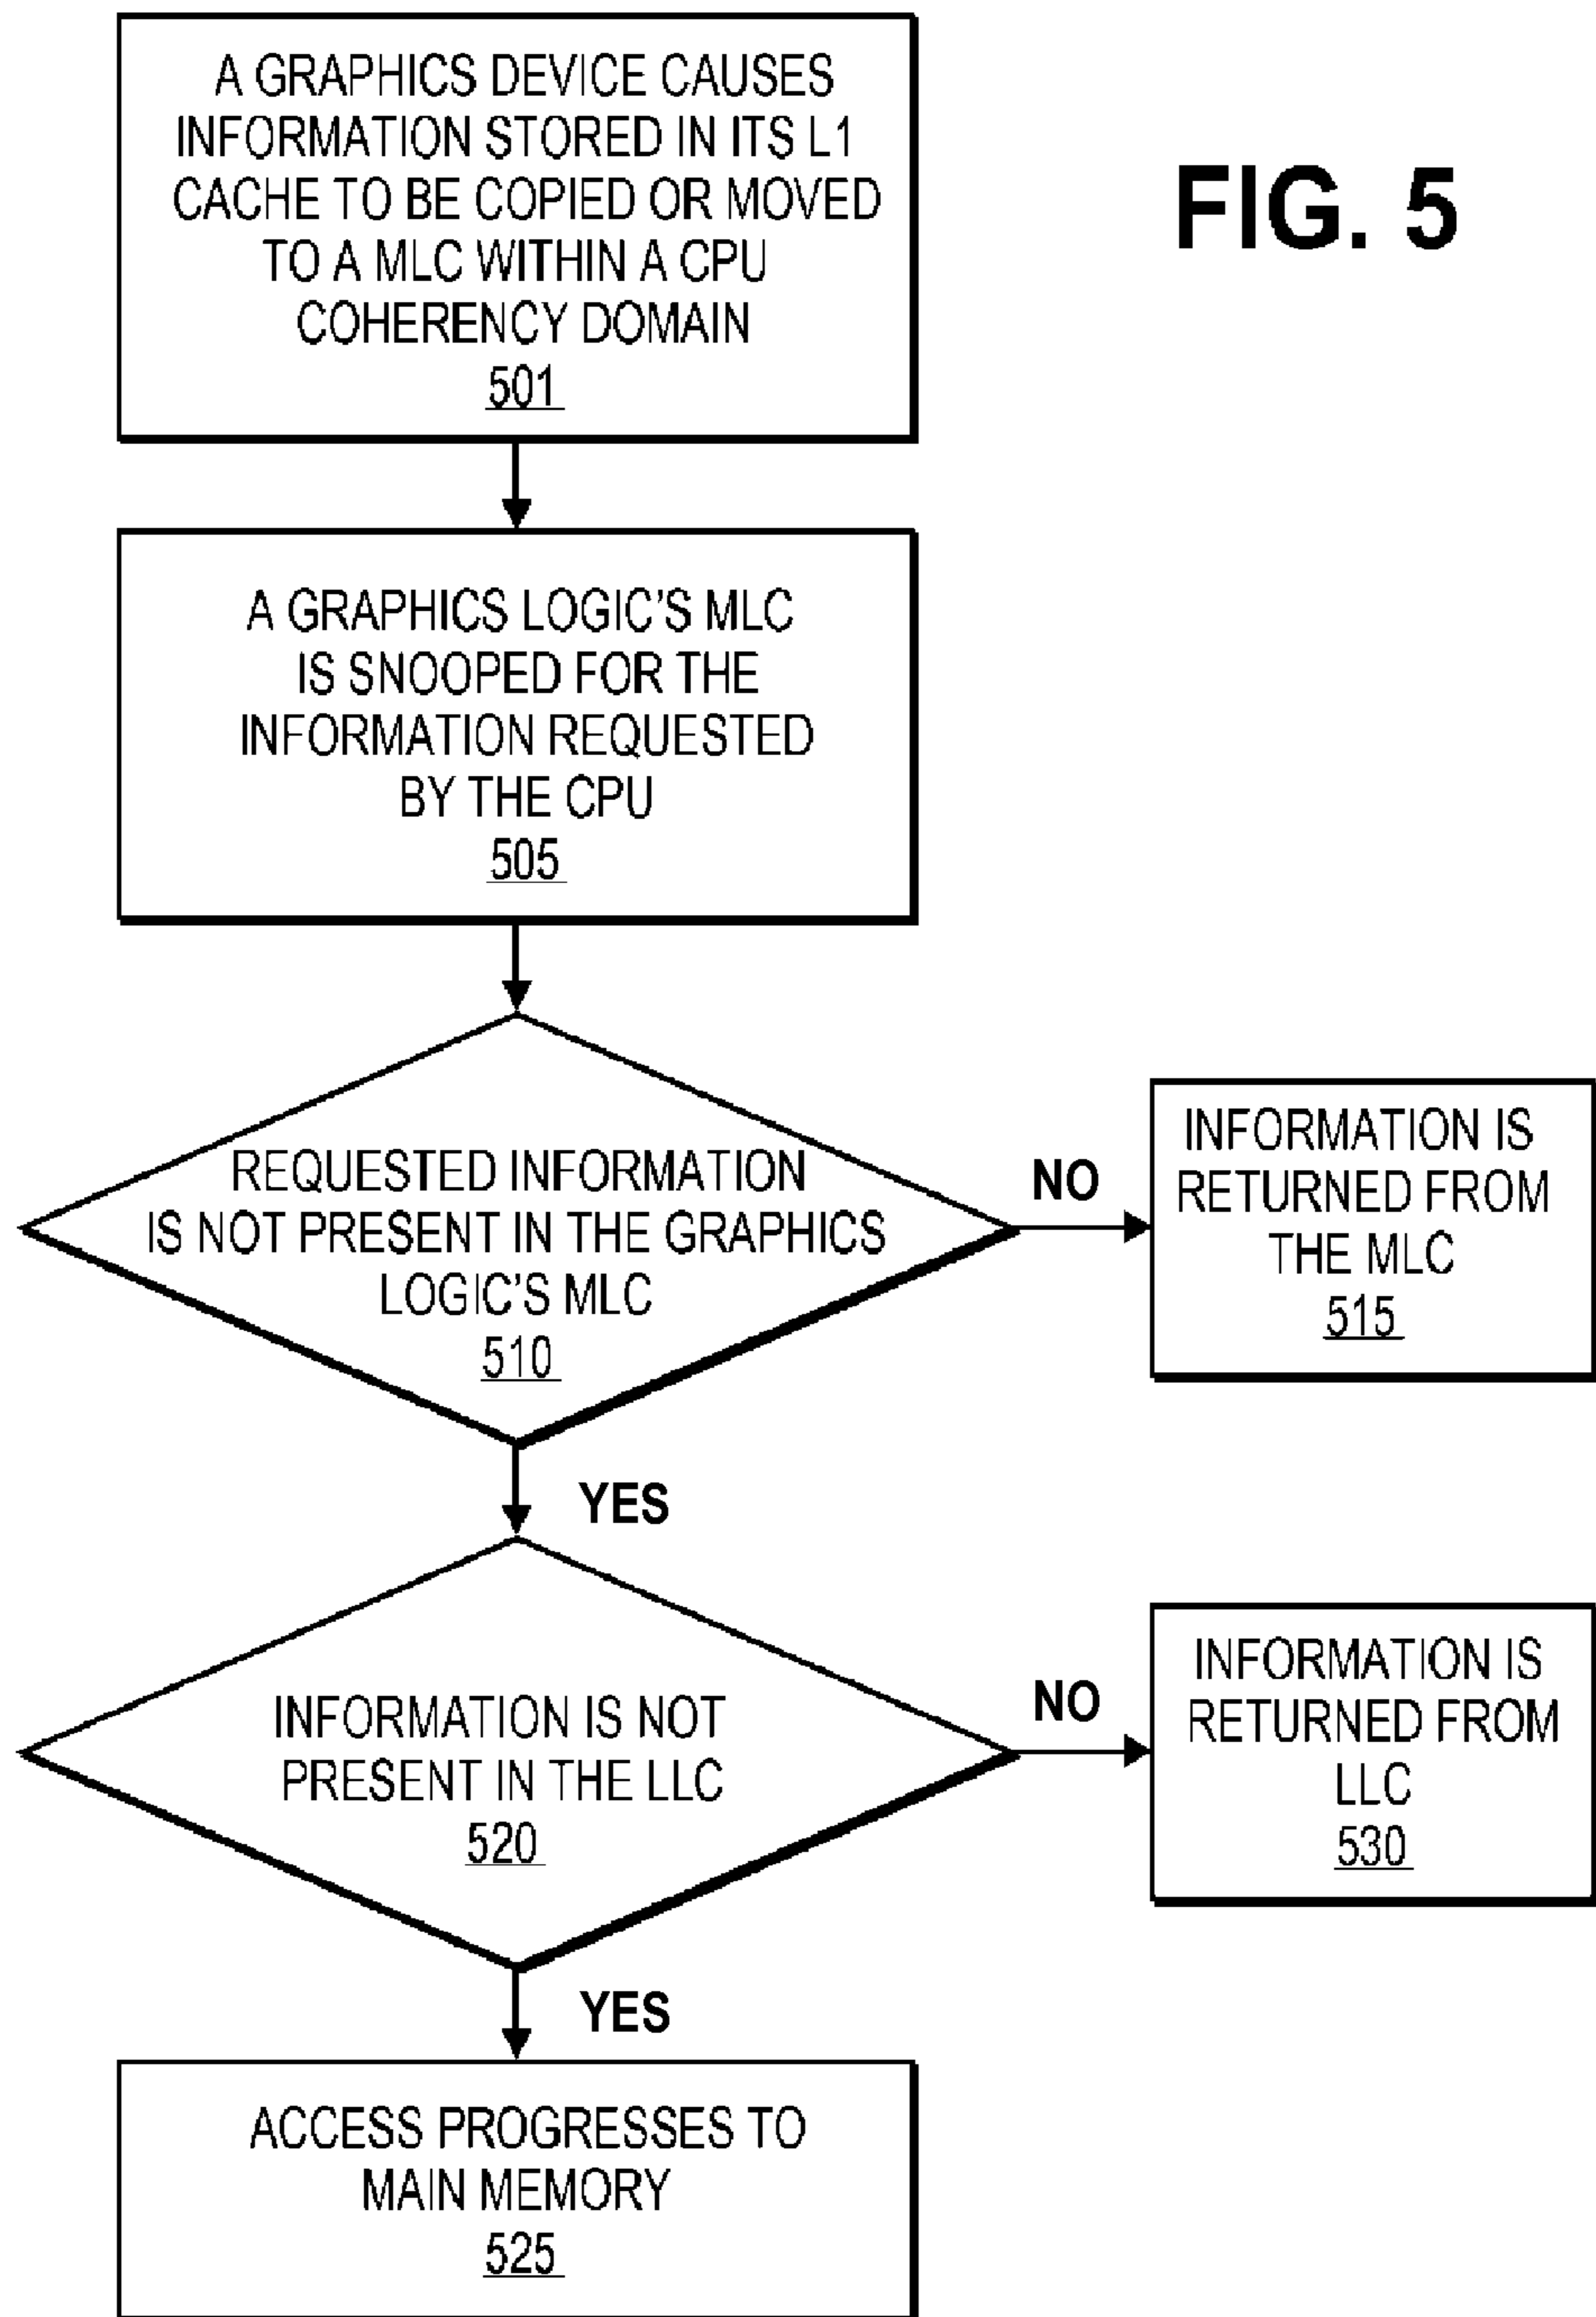 FIG. 5
A GRAPHICS DEVICE CAUSES
INFORMATION STORED IN ITS L1
CACHE TO BE COPIED OR MOVED
TO A MLC WITHIN A CPU
COHERENCY DOMAIN
501
A GRAPHICS LOGIC'S MLC
IS SNOOPED FOR THE
INFORMATION REQUESTED
BY THE CPU
505
REQUESTED INFORMATION
IS NOT PRESENT IN THE GRAPHICS
LOGIC'S MLC
510
NO
INFORMATION IS
RETURNED FROM
THE MLC
515
YES
INFORMATION IS NOT
PRESENT IN THE LLC
520
NO
INFORMATION IS
RETURNED FROM
LLC
530
YES
ACCESS PROGRESSES TO
MAIN MEMORY
525